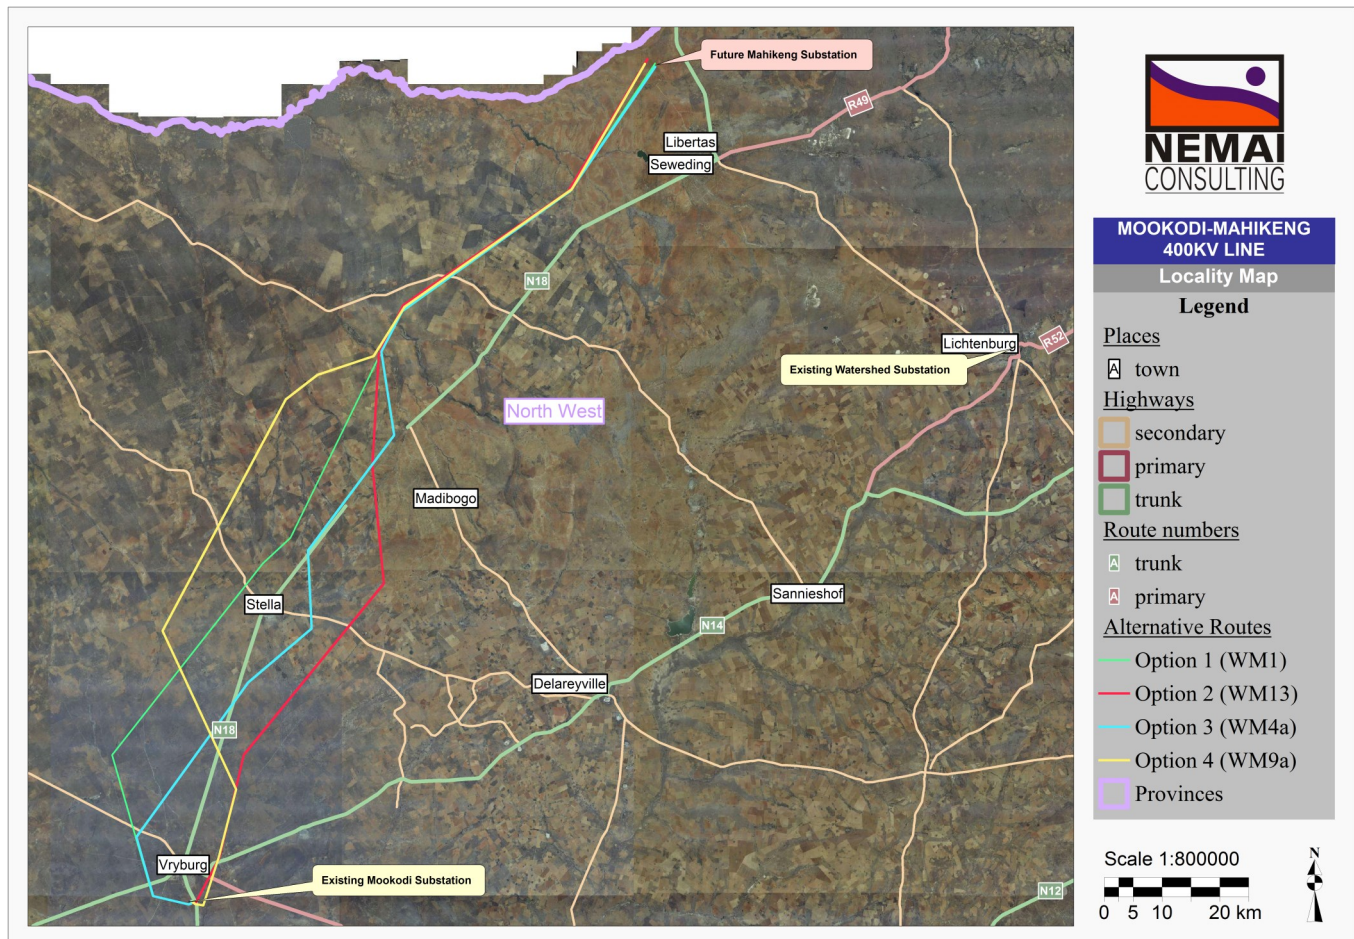 Future Mahikeng Substation
R49
Libertas
Seweding
N18
Lichtenburg
R52
Existing Watershed Substation
North West
Madibogo
Stella
Sannieshof
N14
Delareyville
N18
Vryburg
Existing Mookodi Substation
N12
NEMAI
CONSULTING
MOOKODI-MAHIKENG
400KV LINE
Locality Map
Legend
Places
A town
Highways
secondary
primary
trunk
Route numbers
A trunk
A primary
Alternative Routes
Option 1 (WM1)
Option 2 (WM13)
Option 3 (WM4a)
Option 4 (WM9a)
Provinces
Scale 1:800000
0 5 10 20 km
N